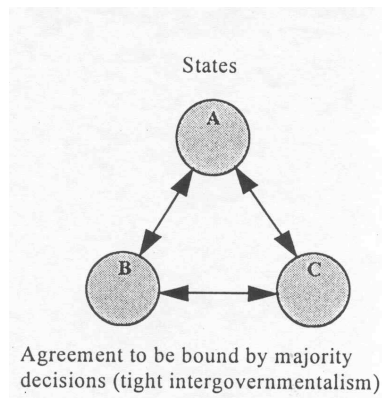 States
A
B
C
Agreement to be bound by majority
decisions (tight intergovernmentalism)